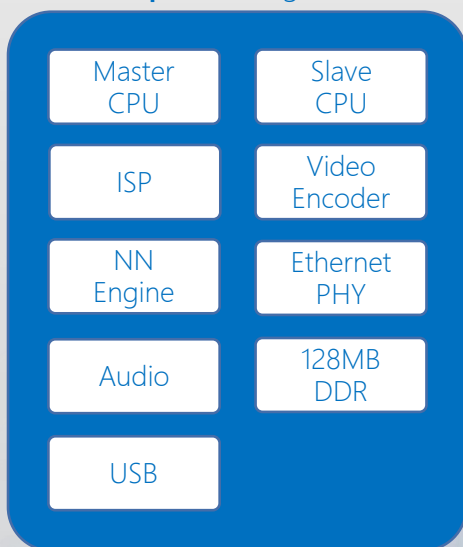 Master
CPU
Slave
CPU
ISP
Video
Encoder
NN
Engine
Ethernet
PHY
Audio
128MB
DDR
USB